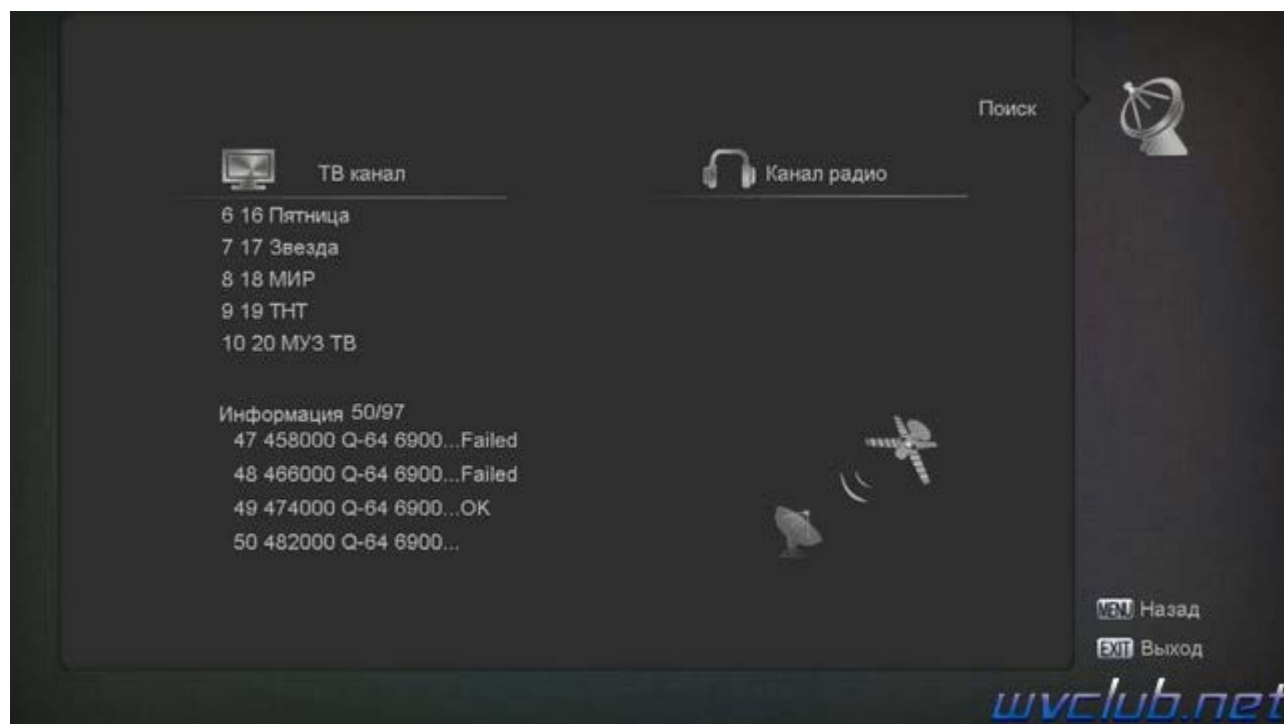 Поиск
ТВ канал
Канал радио
6 16 Пятница
7 17 Звезда
8 18 МИР
9 19 ТНТ
10 20 МУЗ ТВ
Информация 50/97
47 458000 Q-64 6900...Failed
48 466000 Q-64 6900...Failed
49 474000 Q-64 6900...OK
50 482000 Q-64 6900...
MENU Назад
EXIT Выход
wvclub.net